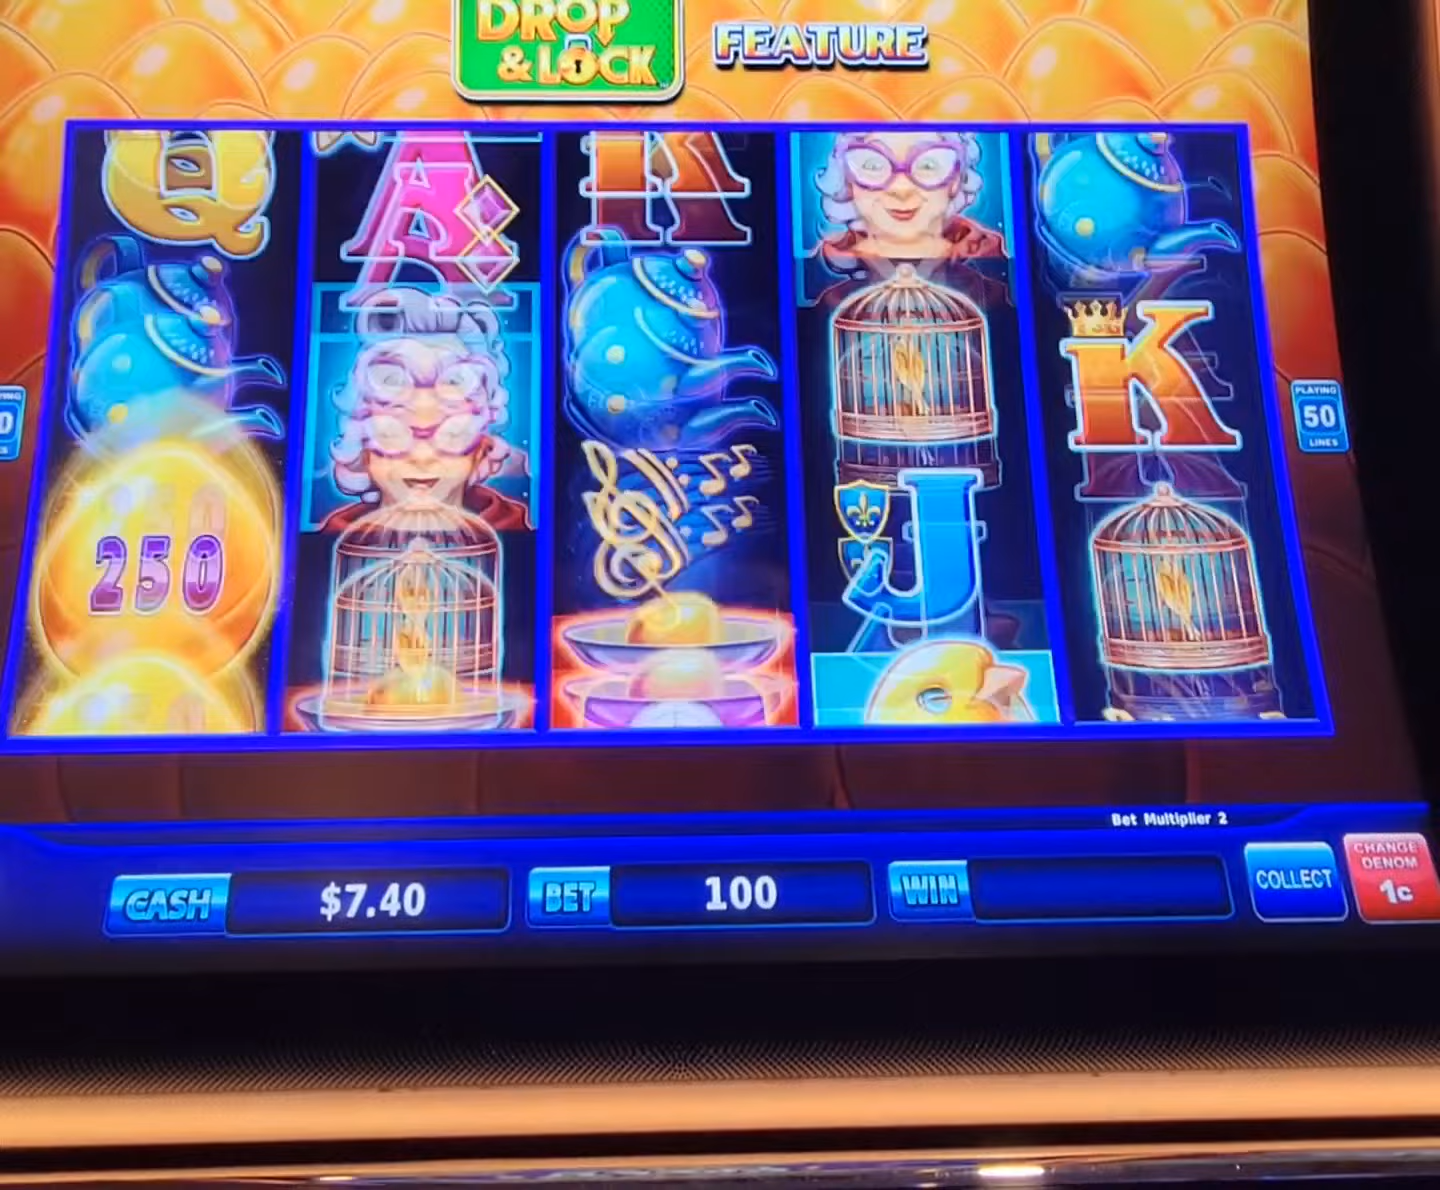 DROP
& LOCK
FEATURE
Q
A
K
K
J
250
PLAYING
50
LINES
Bet Multiplier 2
CASH
$7.40
BET
100
WIN
COLLECT
CHANGE
DENOM
1c